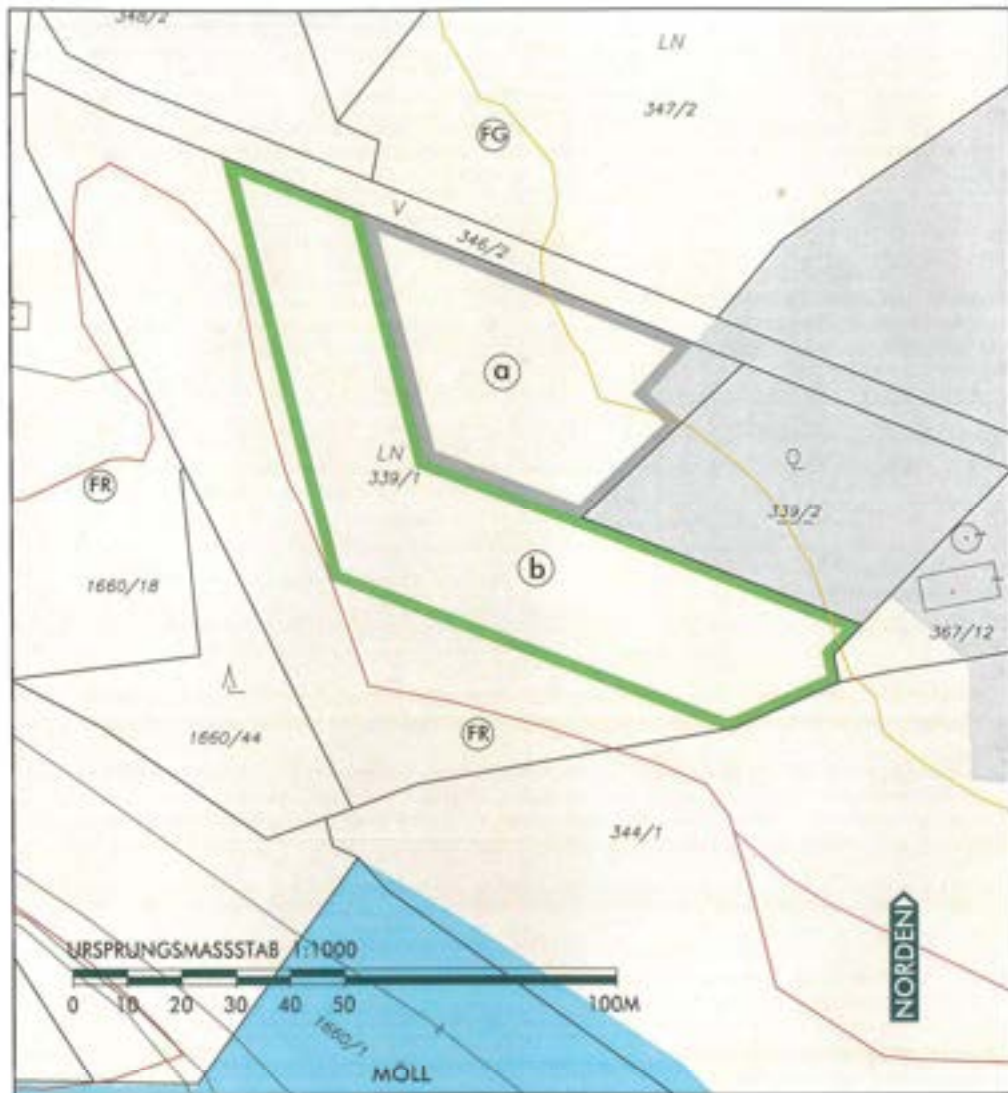 348/2
LN
347/2
FG
V
346/2
a
LN
339/1
Q
339/2
FR
b
1660/18
367/12
1660/44
FR
344/1
URSPRUNGSMASSSTAB 1:1000
0 10 20 30 40 50 100M
NORDEN
1660/1
MÖLL